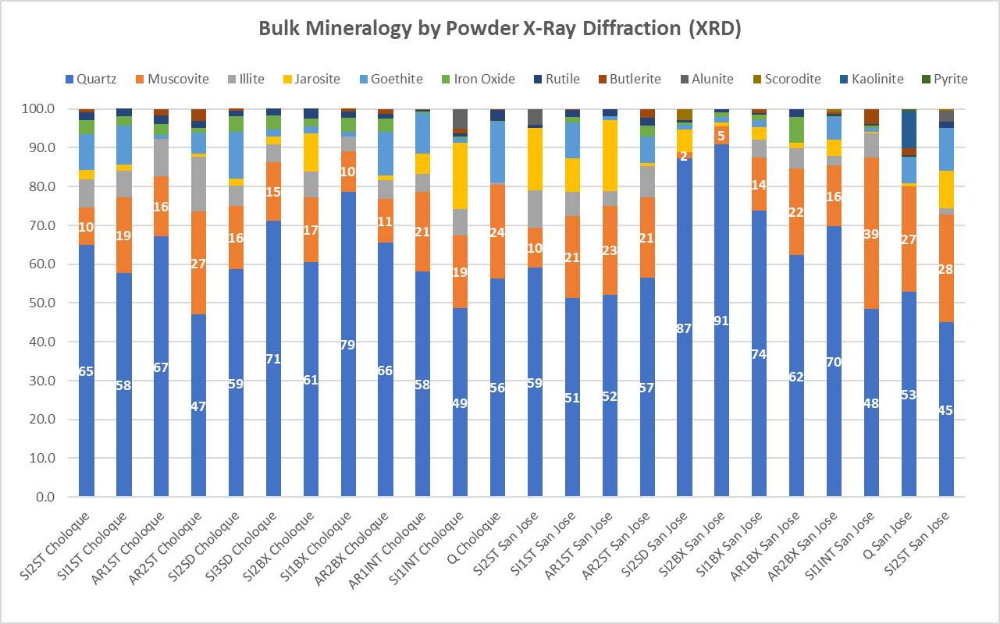 Bulk Mineralogy by Powder X-Ray Diffraction (XRD)
Quartz Muscovite Illite Jarosite Goethite Iron Oxide Rutile Butlerite Alunite Scorodite Kaolinite Pyrite
100.0
90.0
80.0
70.0
60.0
50.0
40.0
30.0
20.0
10.0
0.0
10 19 16 27 16 15 17 10 11 21 19 24 10 21 23 21 2 5 14 22 16 39 27 28
65 58 67 47 59 71 61 79 66 58 49 56 59 51 52 57 87 91 74 62 70 48 53 45
SI2ST Choloque
SI1ST Choloque
AR1ST Choloque
AR2ST Choloque
SI2SD Choloque
SI3SD Choloque
SI2BX Choloque
SI1BX Choloque
AR2BX Choloque
AR1INT Choloque
SI1INT Choloque
Q Choloque
SI2ST San Jose
SI1ST San Jose
AR1ST San Jose
AR2ST San Jose
SI2SD San Jose
SI2BX San Jose
SI1BX San Jose
AR1BX San Jose
AR2BX San Jose
SI1INT San Jose
Q San Jose
SI2ST San Jose